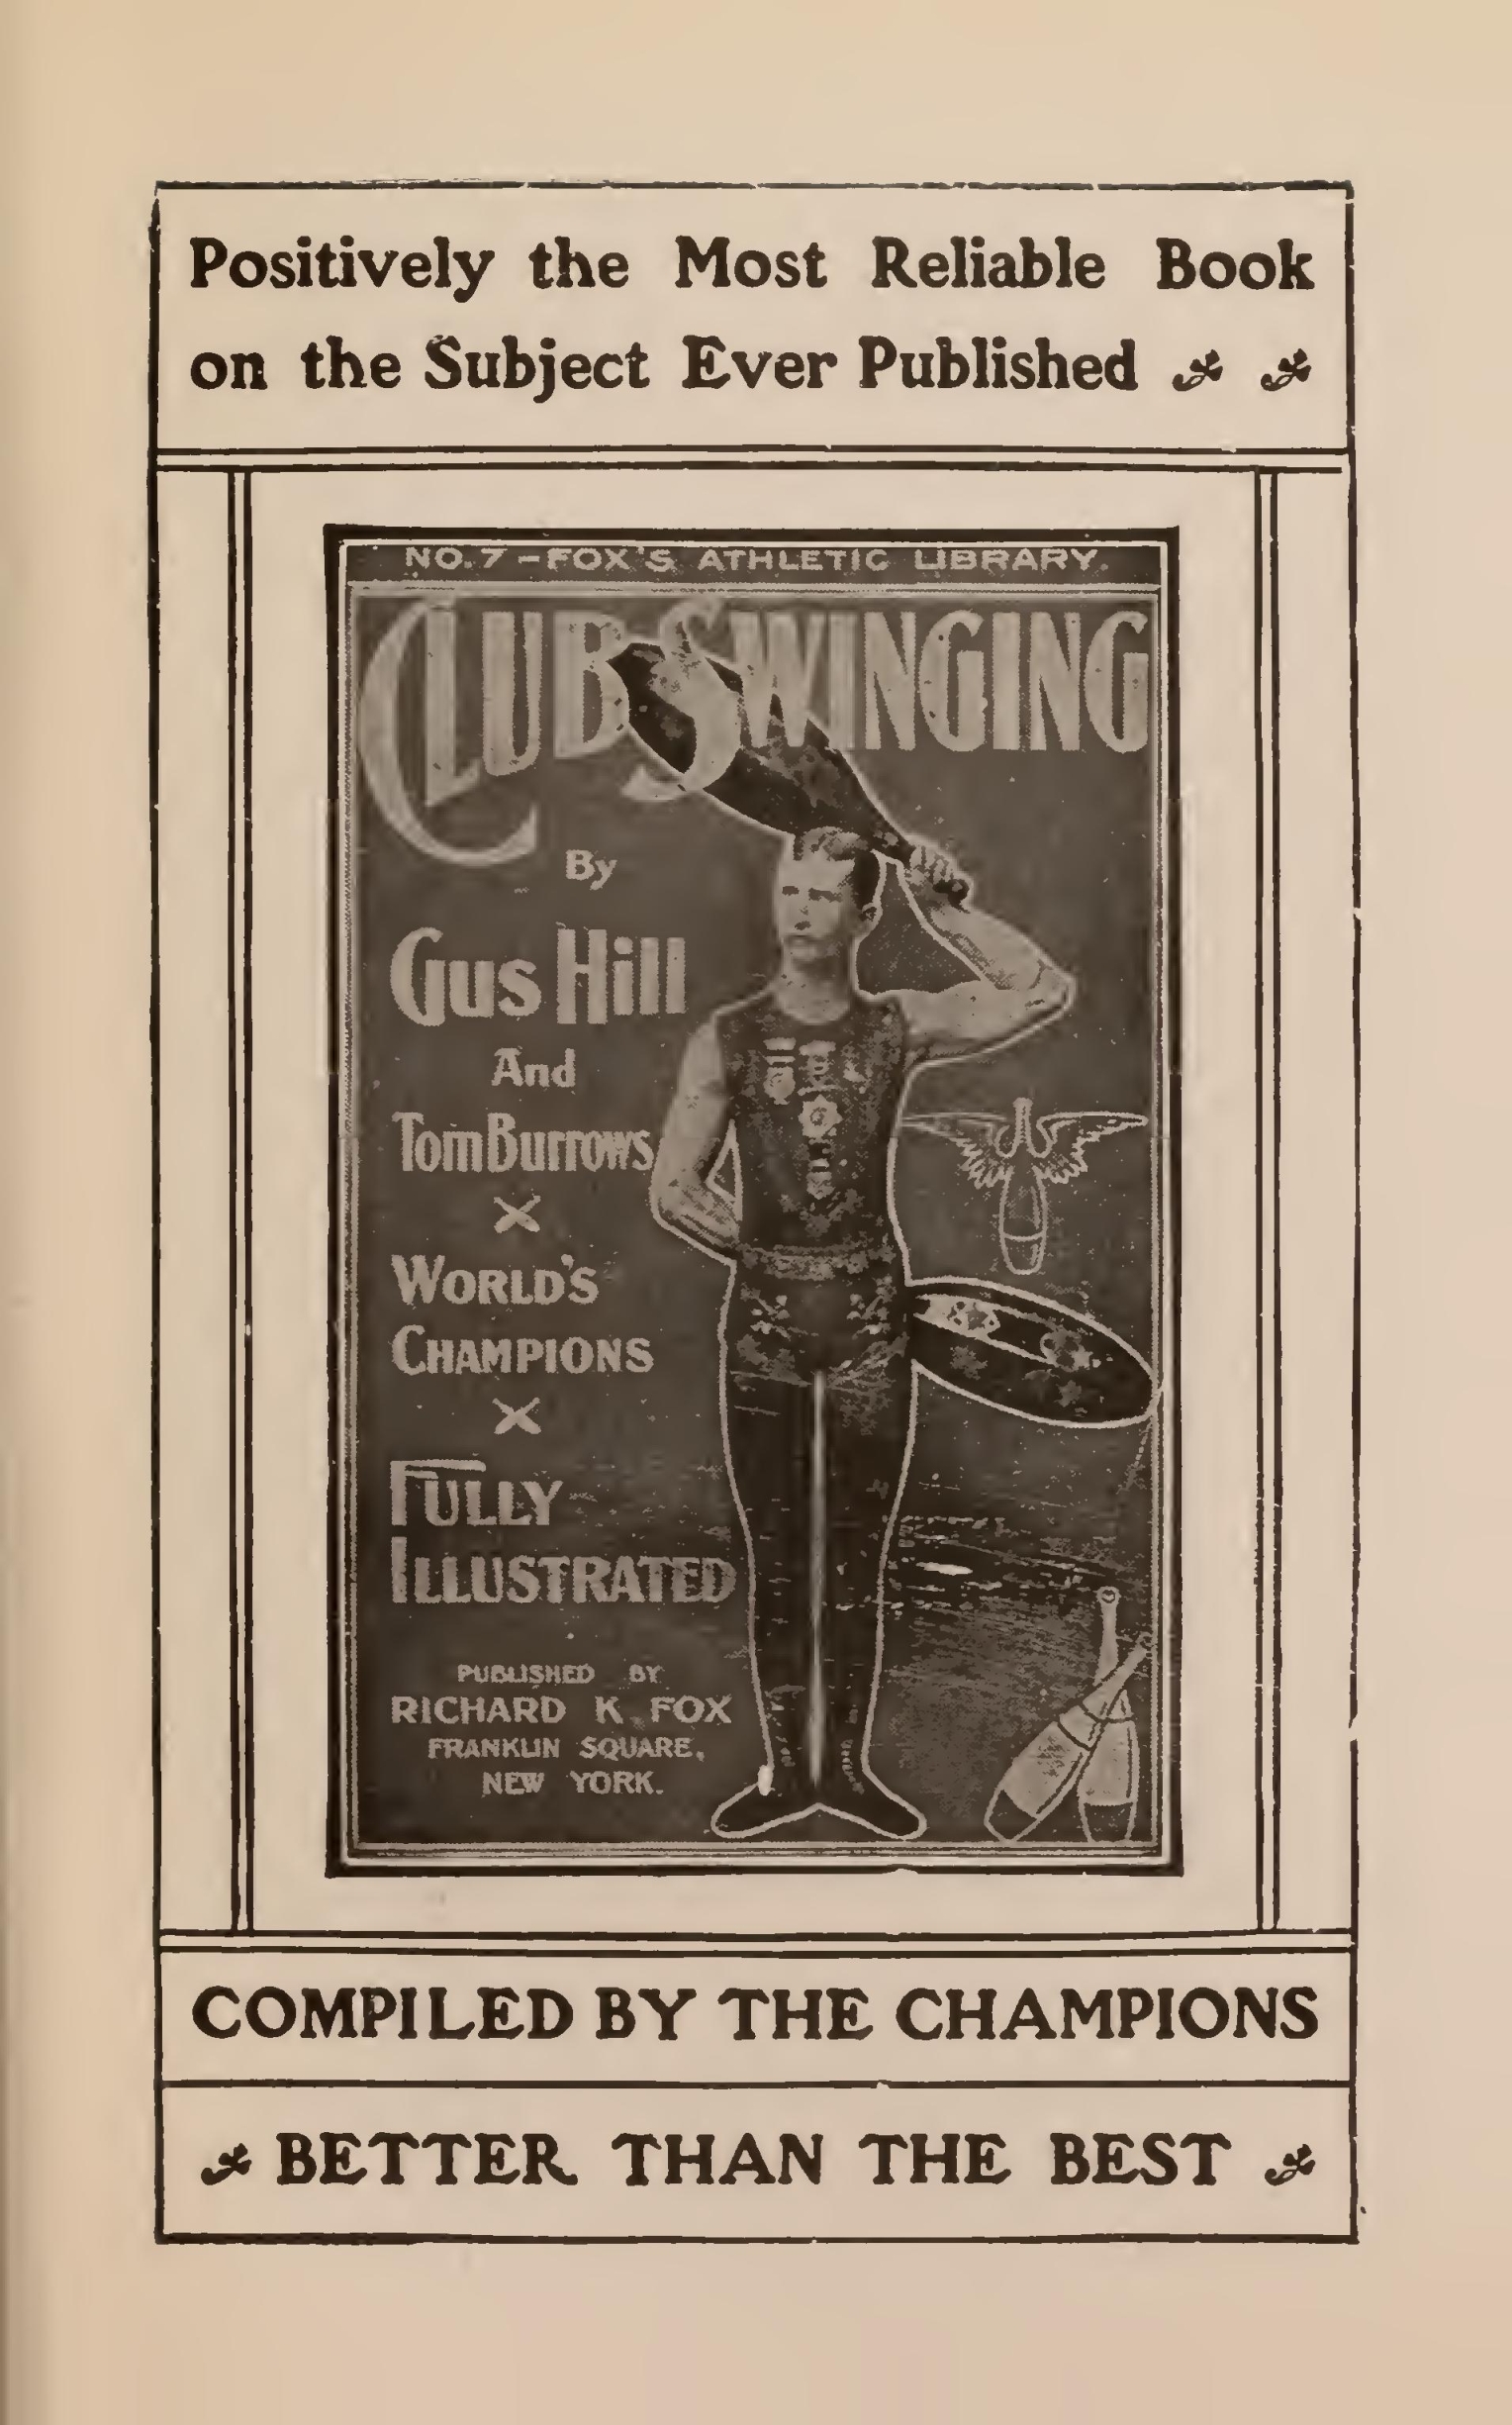 Positively the Most Reliable Book
on the Subject Ever Published
NO. 7 - FOX'S ATHLETIC LIBRARY.
CLUB SWINGING
By
Gus Hill
And
Tom Burrows
WORLD'S
CHAMPIONS
FULLY
ILLUSTRATED
PUBLISHED BY
RICHARD K. FOX
FRANKLIN SQUARE,
NEW YORK.
COMPILED BY THE CHAMPIONS
BETTER THAN THE BEST